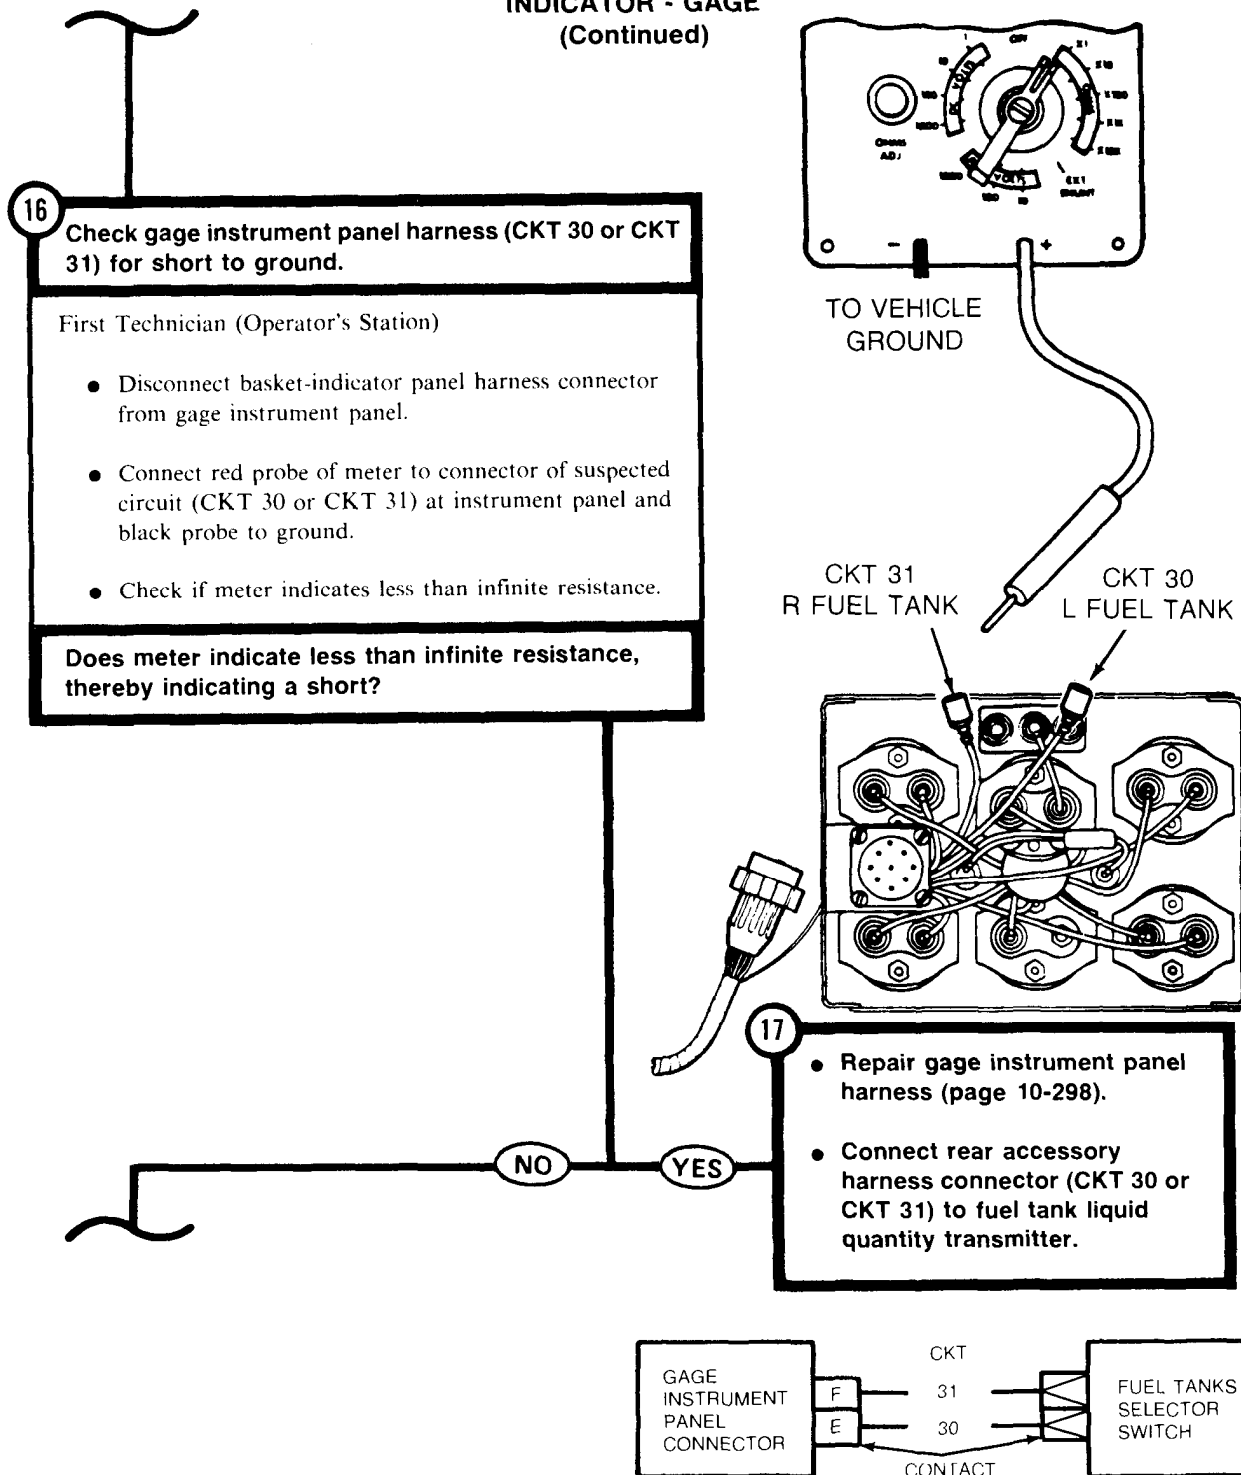 INDICATOR - GAGE
(Continued)
16
Check gage instrument panel harness (CKT 30 or CKT
31) for short to ground.
First Technician (Operator's Station)
● Disconnect basket-indicator panel harness connector
from gage instrument panel.
● Connect red probe of meter to connector of suspected
circuit (CKT 30 or CKT 31) at instrument panel and
black probe to ground.
● Check if meter indicates less than infinite resistance.
Does meter indicate less than infinite resistance,
thereby indicating a short?
OHMS
ADJ
- +
TO VEHICLE
GROUND
CKT 31
R FUEL TANK
CKT 30
L FUEL TANK
NO
YES
17
● Repair gage instrument panel
harness (page 10-298).
● Connect rear accessory
harness connector (CKT 30 or
CKT 31) to fuel tank liquid
quantity transmitter.
GAGE
INSTRUMENT
PANEL
CONNECTOR
F
E
CKT
31
30
CONTACT
FUEL TANKS
SELECTOR
SWITCH